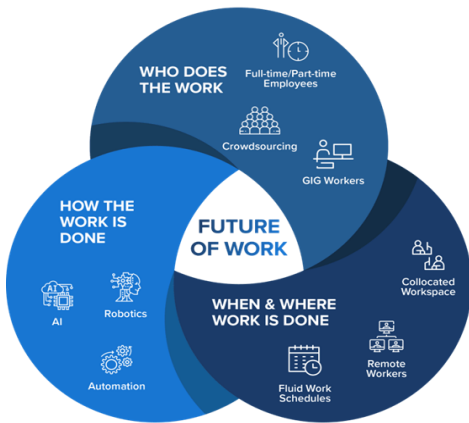 WHO DOES
THE WORK
Full-time/Part-time
Employees
Crowdsourcing
GIG Workers
HOW THE
WORK IS
DONE
AI
AI
Robotics
Automation
FUTURE
OF WORK
WHEN & WHERE
WORK IS DONE
Collocated
Workspace
Remote
Workers
Fluid Work
Schedules